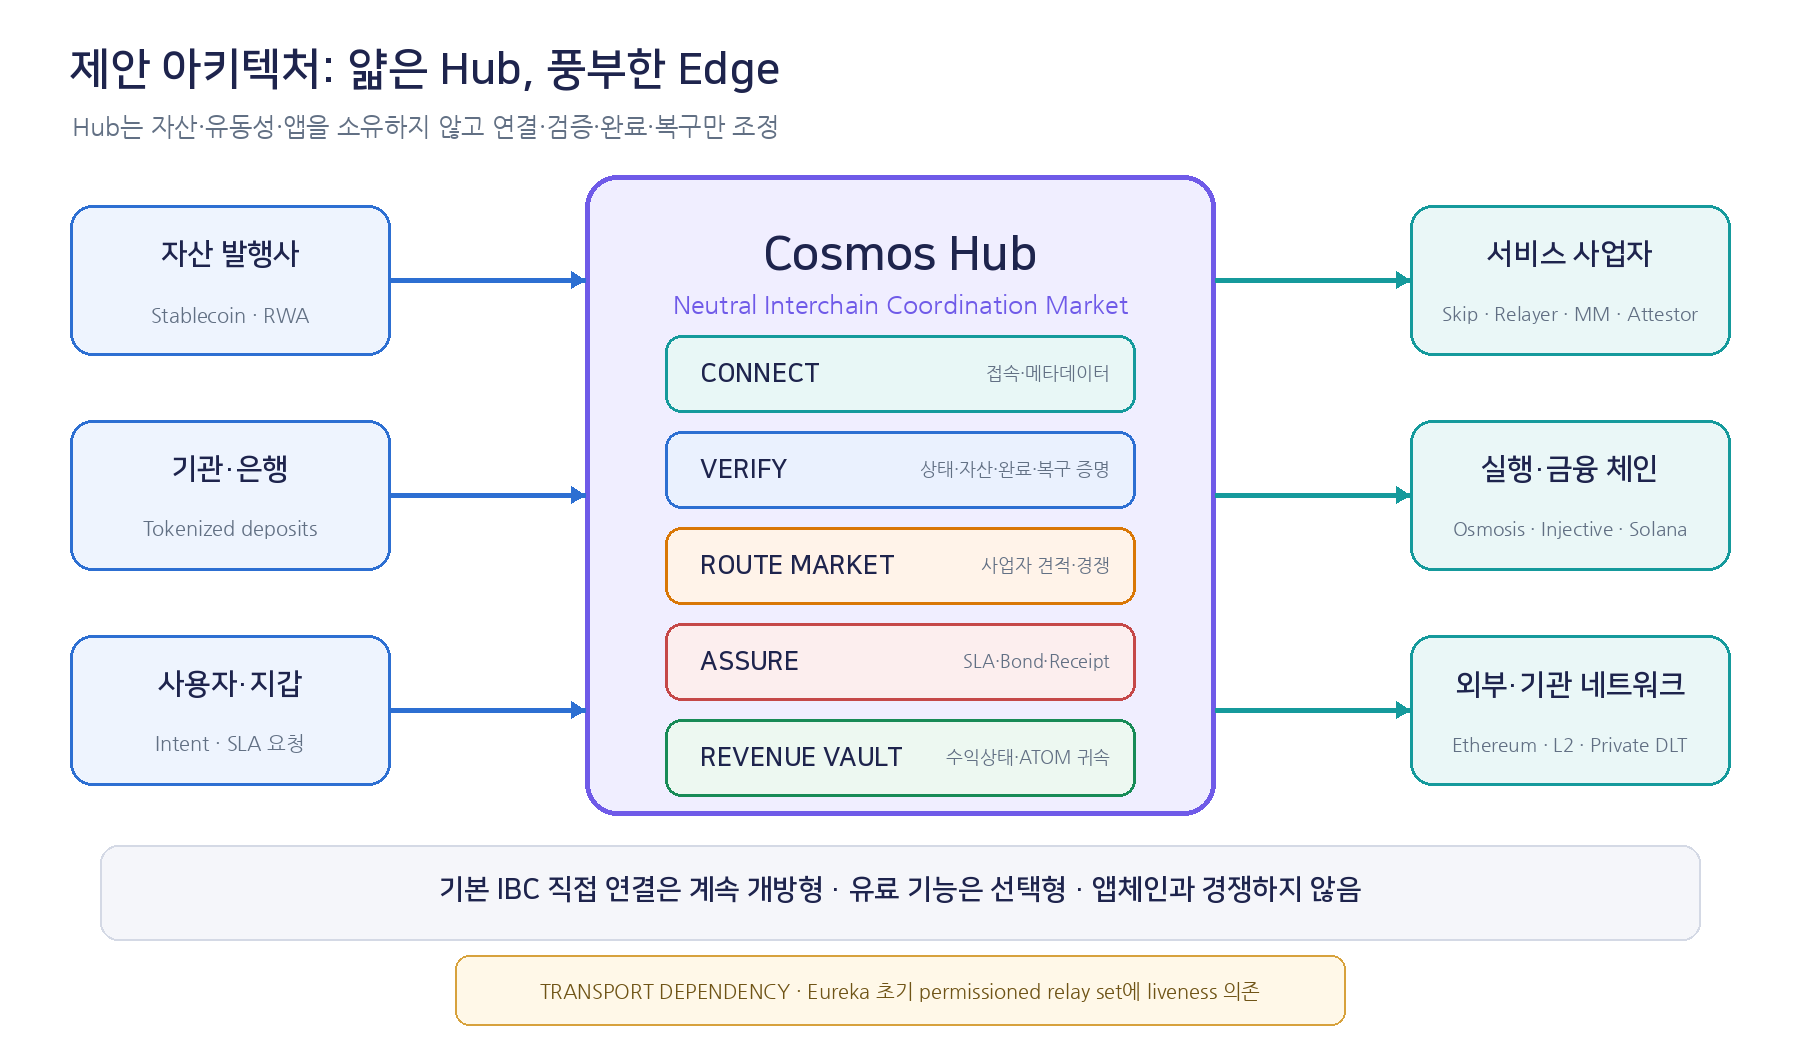 제안 아키텍처: 얇은 Hub, 풍부한 Edge
Hub는 자산·유동성·앱을 소유하지 않고 연결·검증·완료·복구만 조정
자산 발행사
Stablecoin · RWA
기관·은행
Tokenized deposits
사용자·지갑
Intent · SLA 요청
Cosmos Hub
Neutral Interchain Coordination Market
CONNECT 접속·메타데이터
VERIFY 상태·자산·완료·복구 증명
ROUTE MARKET 사업자 견적·경쟁
ASSURE SLA·Bond·Receipt
REVENUE VAULT 수익상태·ATOM 귀속
서비스 사업자
Skip · Relayer · MM · Attestor
실행·금융 체인
Osmosis · Injective · Solana
외부·기관 네트워크
Ethereum · L2 · Private DLT
기본 IBC 직접 연결은 계속 개방형 · 유료 기능은 선택형 · 앱체인과 경쟁하지 않음
TRANSPORT DEPENDENCY · Eureka 초기 permissioned relay set에 liveness 의존